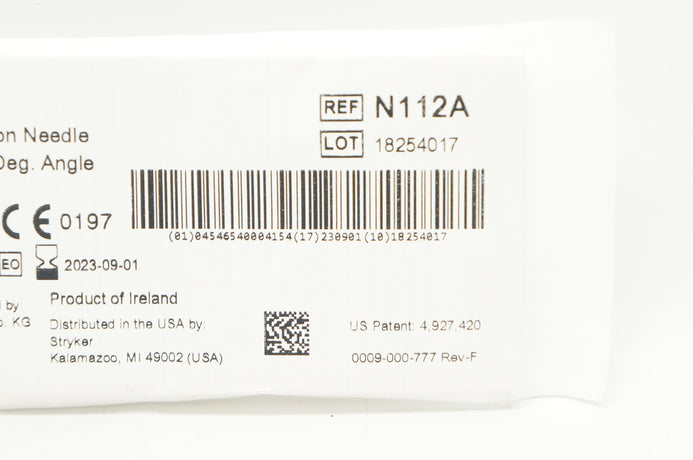 REF N112A
LOT 18254017
on Needle
Deg. Angle
CE 0197
(01)04546540004154(17)230901(10)18254017
EO 2023-09-01
Product of Ireland
by
KG
Distributed in the USA by:
Stryker
Kalamazoo, MI 49002 (USA)
US Patent: 4,927,420
0009-000-777 Rev-F